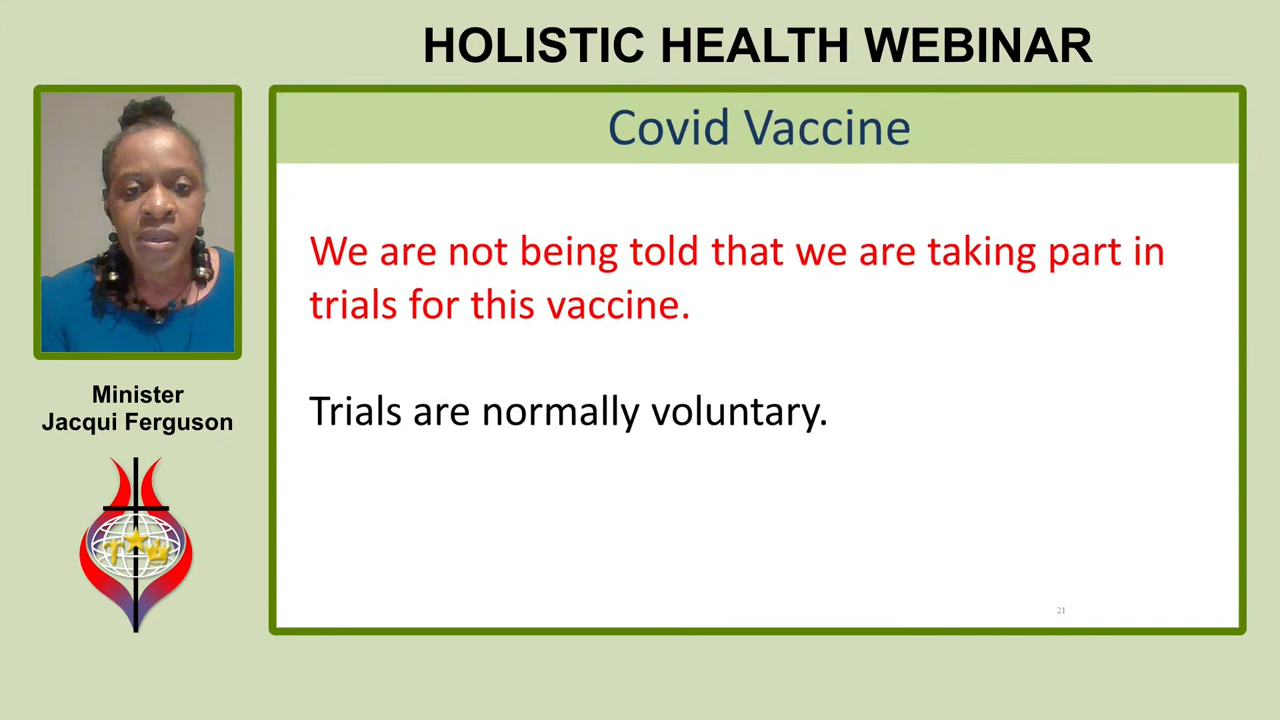 HOLISTIC HEALTH WEBINAR
Covid Vaccine
We are not being told that we are taking part in
trials for this vaccine.
Trials are normally voluntary.
21
Minister
Jacqui Ferguson